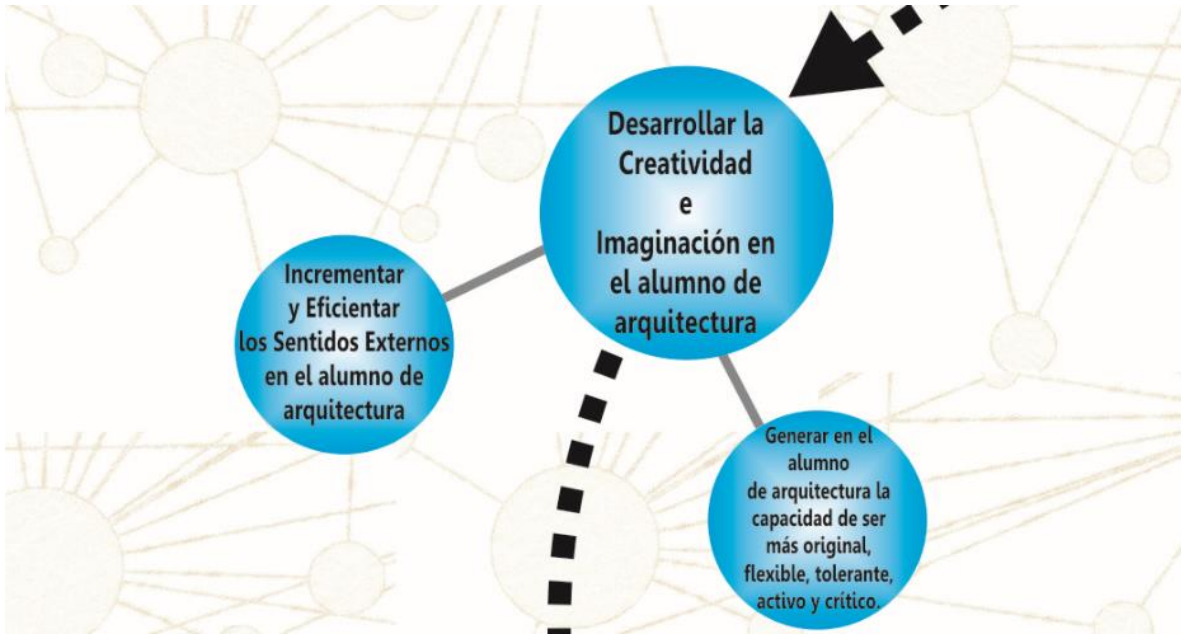 Desarrollar la
Creatividad
e
Imaginación en
el alumno de
arquitectura
Incrementar
y Eficientar
los Sentidos Externos
en el alumno de
arquitectura
Generar en el
alumno
de arquitectura la
capacidad de ser
más original,
flexible, tolerante,
activo y crítico.